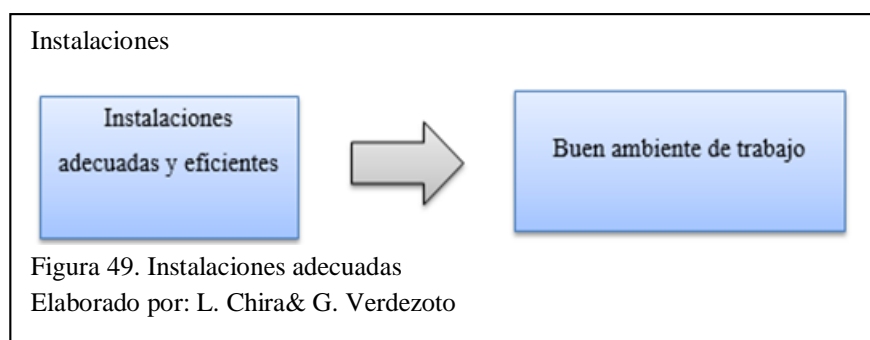 Instalaciones
Instalaciones
adecuadas y eficientes
Buen ambiente de trabajo
Figura 49. Instalaciones adecuadas
Elaborado por: L. Chira& G. Verdezoto